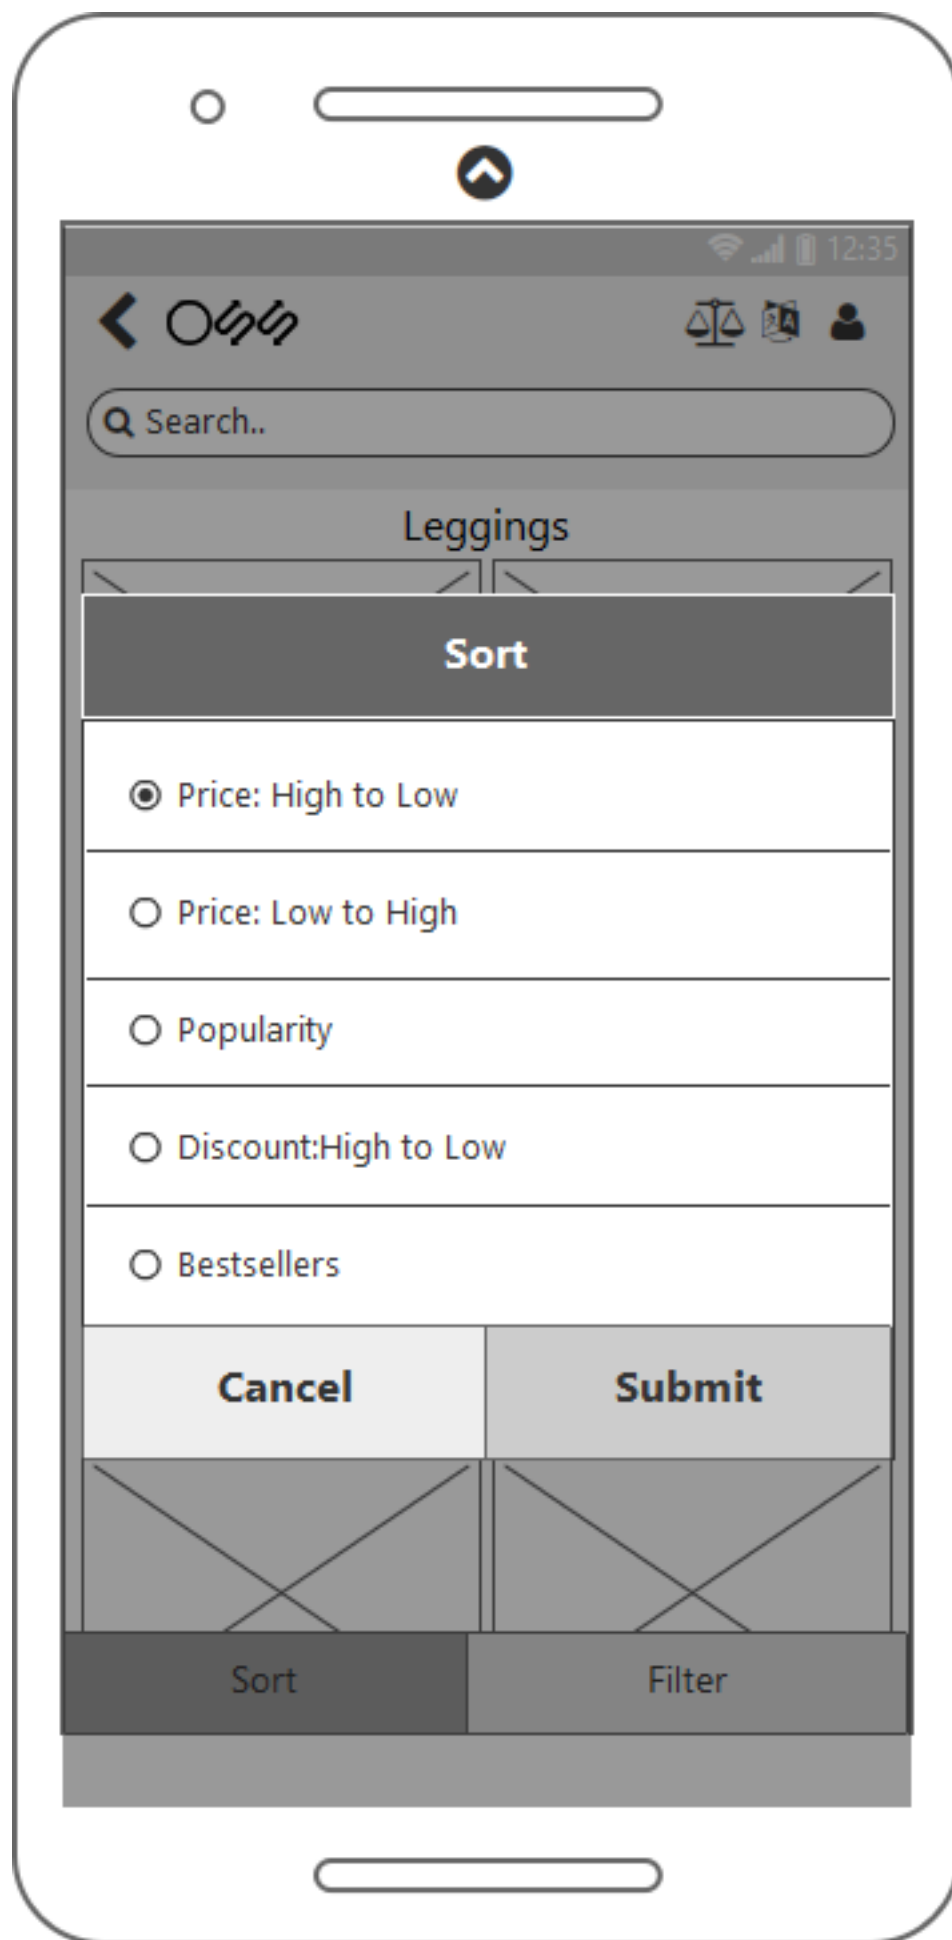 12:35
Search..
Leggings
Sort
Price: High to Low
Price: Low to High
Popularity
Discount:High to Low
Bestsellers
Cancel Submit
Sort Filter